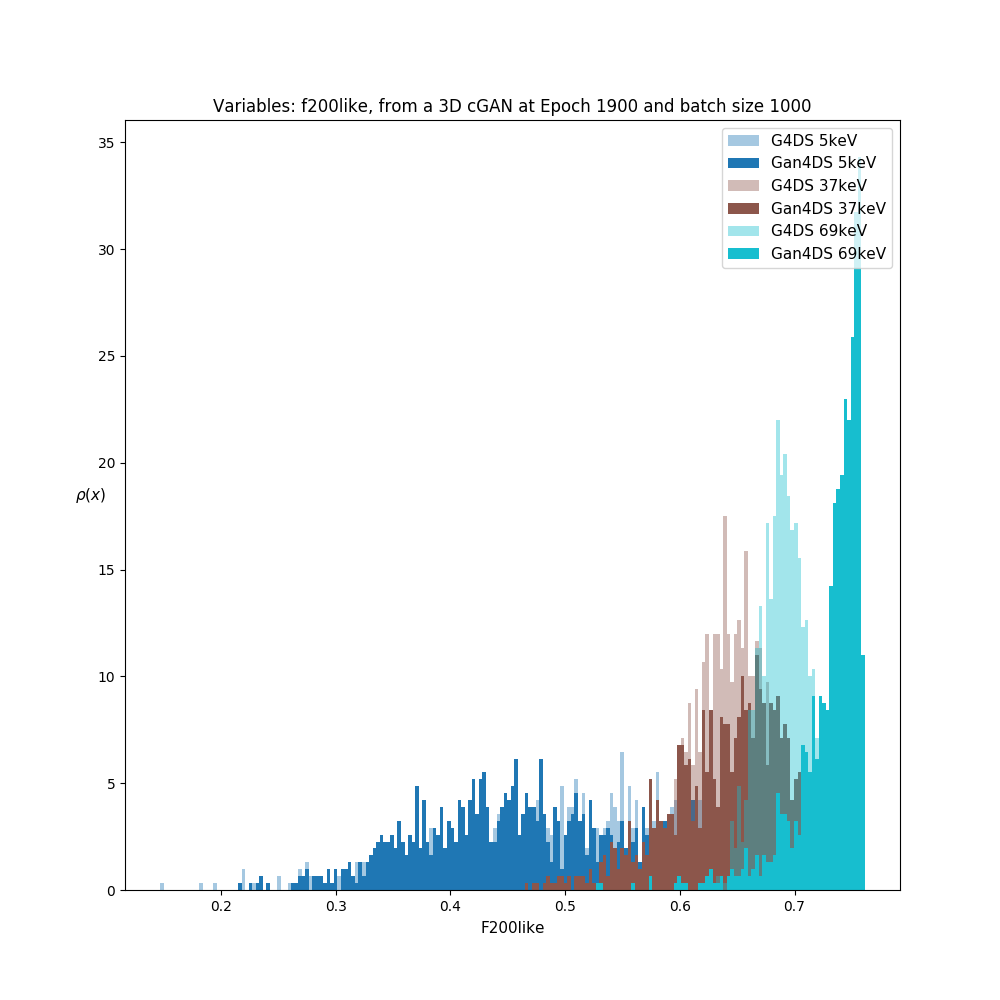 Variables: f200like, from a 3D cGAN at Epoch 1900 and batch size 1000
G4DS 5keV
Gan4DS 5keV
G4DS 37keV
Gan4DS 37keV
G4DS 69keV
Gan4DS 69keV
35
30
25
20
ρ(x)
15
10
5
0
0.2 0.3 0.4 0.5 0.6 0.7
F200like